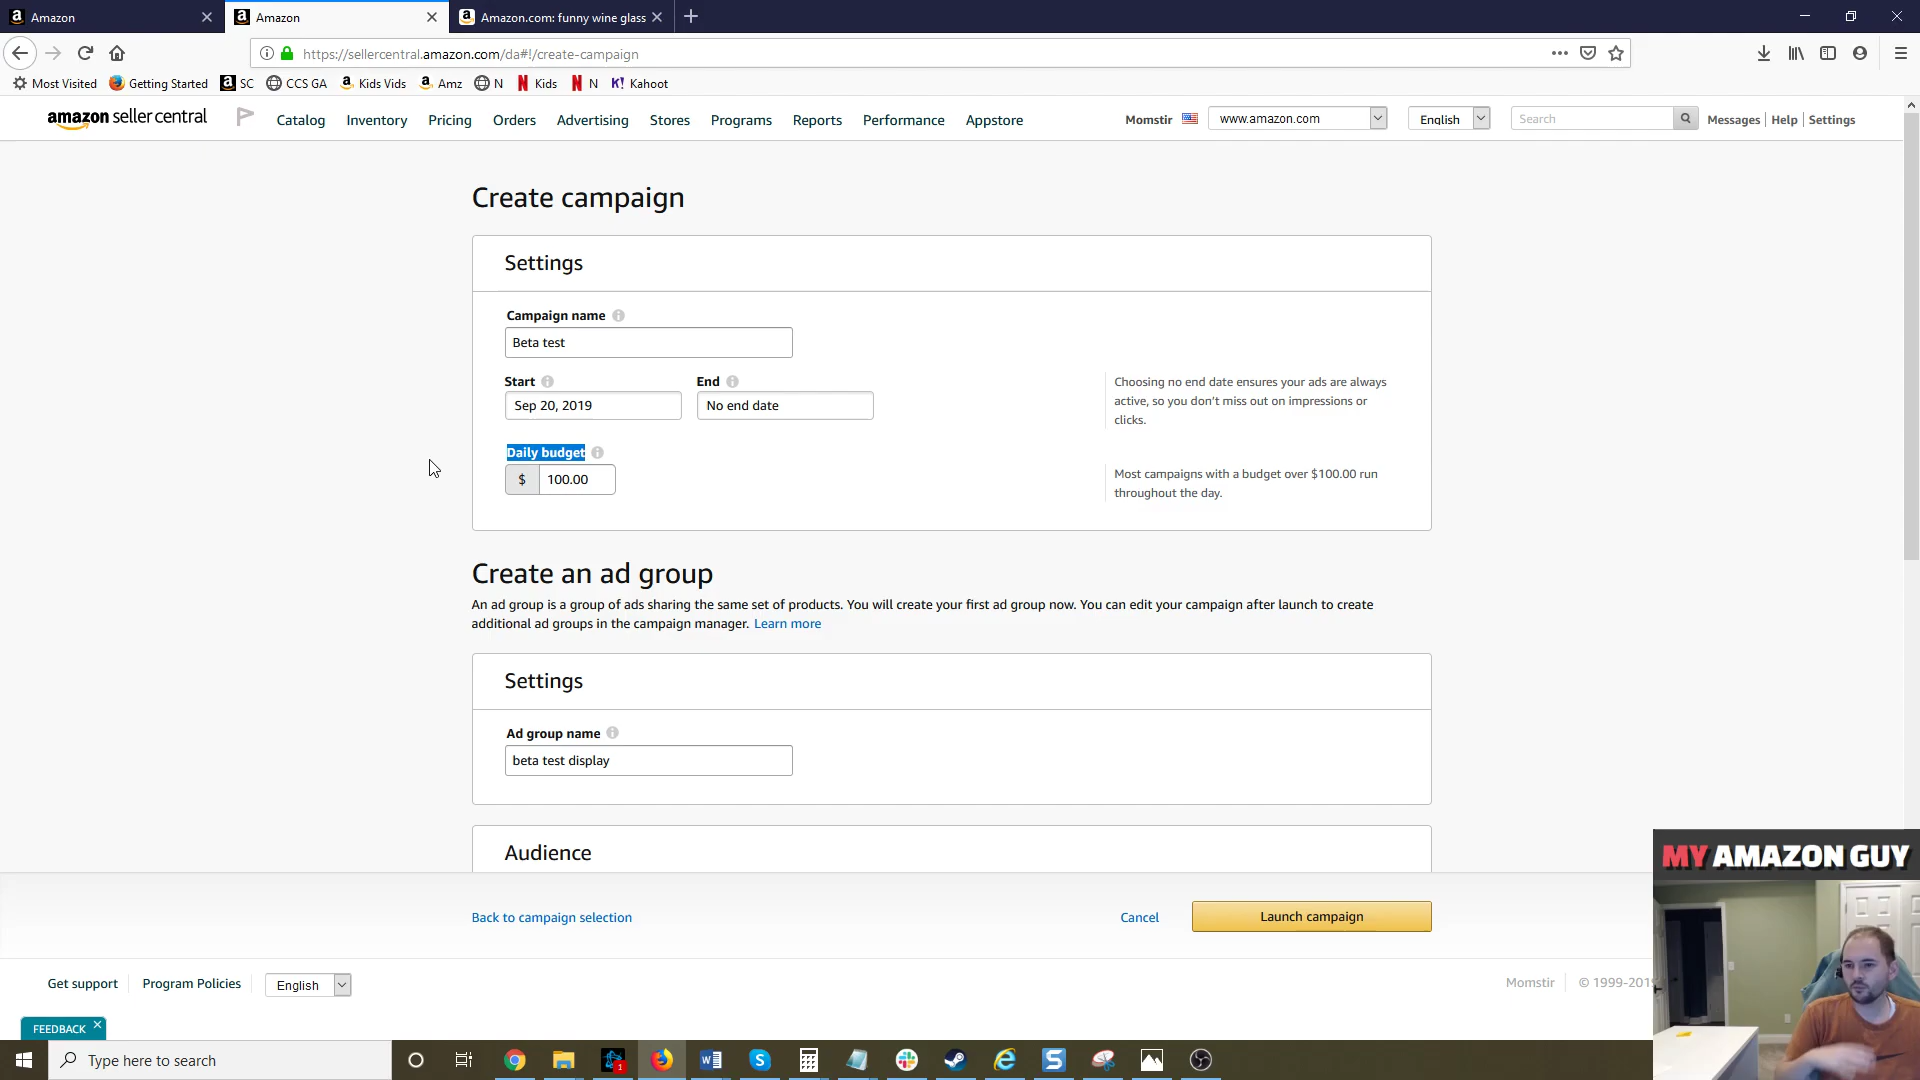 Amazon
Amazon
Amazon.com: funny wine glass
https://sellercentral.amazon.com/da#!/create-campaign
Most Visited Getting Started SC CCS GA Kids Vids Amz N Kids N Kahoot
amazon seller central Catalog Inventory Pricing Orders Advertising Stores Programs Reports Performance Appstore Momstir www.amazon.com English Search Messages Help Settings
Create campaign
Settings
Campaign name
Beta test
Start End
Sep 20, 2019 No end date
Choosing no end date ensures your ads are always
active, so you don't miss out on impressions or
clicks.
Daily budget
$ 100.00
Most campaigns with a budget over $100.00 run
throughout the day.
Create an ad group
An ad group is a group of ads sharing the same set of products. You will create your first ad group now. You can edit your campaign after launch to create
additional ad groups in the campaign manager. Learn more
Settings
Ad group name
beta test display
Audience
MY AMAZON GUY
Back to campaign selection Cancel Launch campaign
Get support Program Policies English Momstir © 1999-201
FEEDBACK
Type here to search